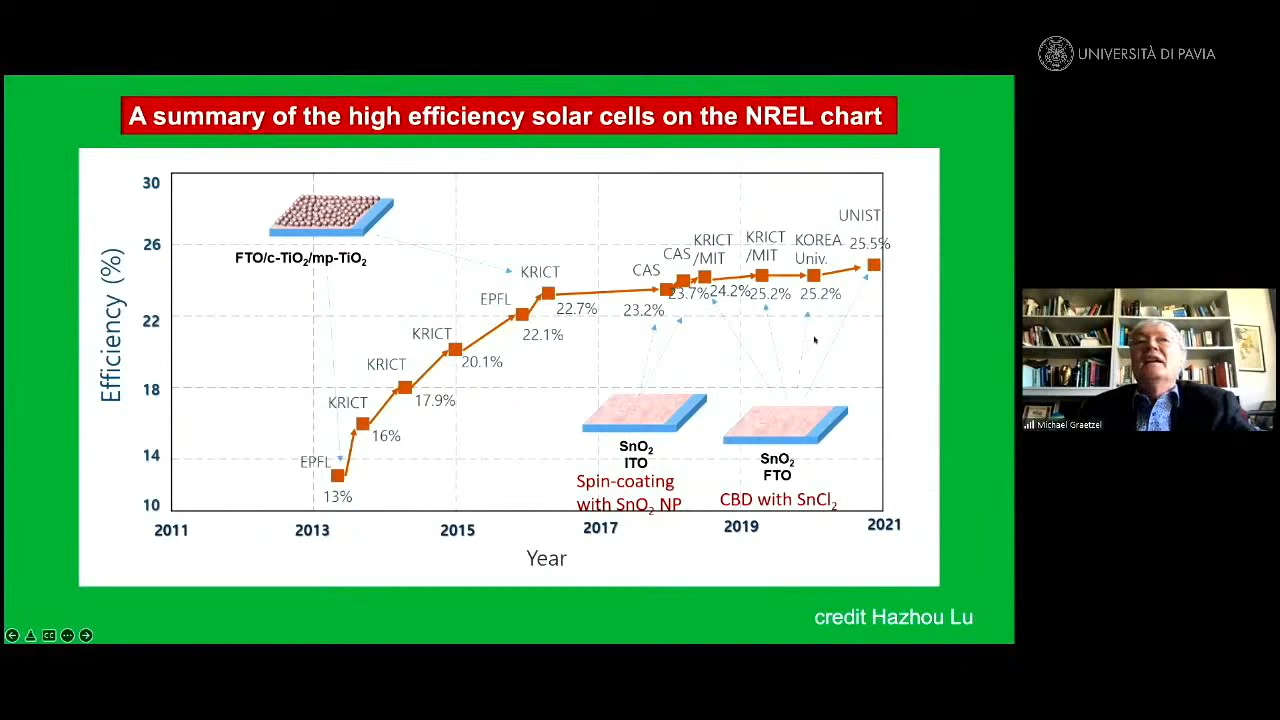 UNIVERSITÀ DI PAVIA
A summary of the high efficiency solar cells on the NREL chart
30
26
22
18
14
10
Efficiency (%)
2011
2013
2015
2017
2019
2021
Year
FTO/c-TiO₂/mp-TiO₂
EPFL
13%
KRICT
16%
KRICT
17.9%
KRICT
20.1%
EPFL
22.1%
KRICT
22.7%
CAS
23.2%
CAS
23.7%
KRICT
/MIT
24.2%
KRICT
/MIT
25.2%
KOREA
Univ.
25.2%
UNIST
25.5%
SnO₂
ITO
Spin-coating
with SnO₂ NP
SnO₂
FTO
CBD with SnCl₂
credit Hazhou Lu
CC
Michael Graetzel